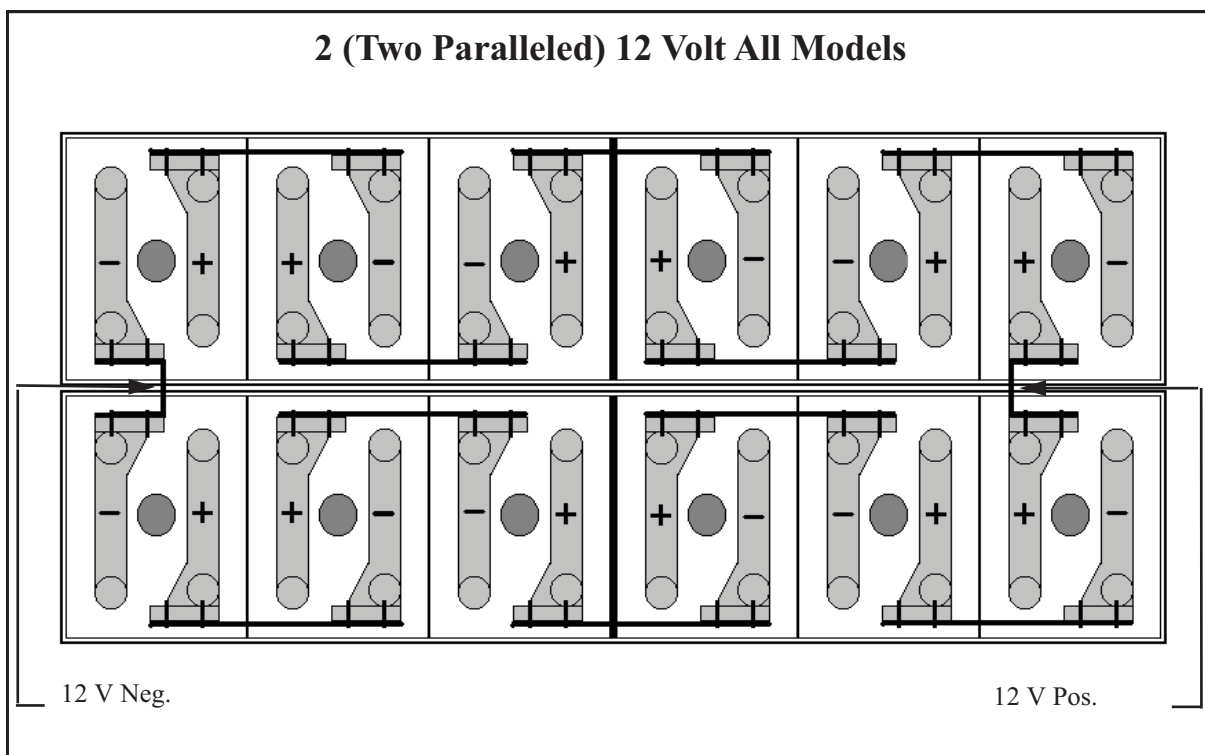 2 (Two Paralleled) 12 Volt All Models
− + + − − + + − − + + −
− + + − − + + − − + + −
12 V Neg. 12 V Pos.